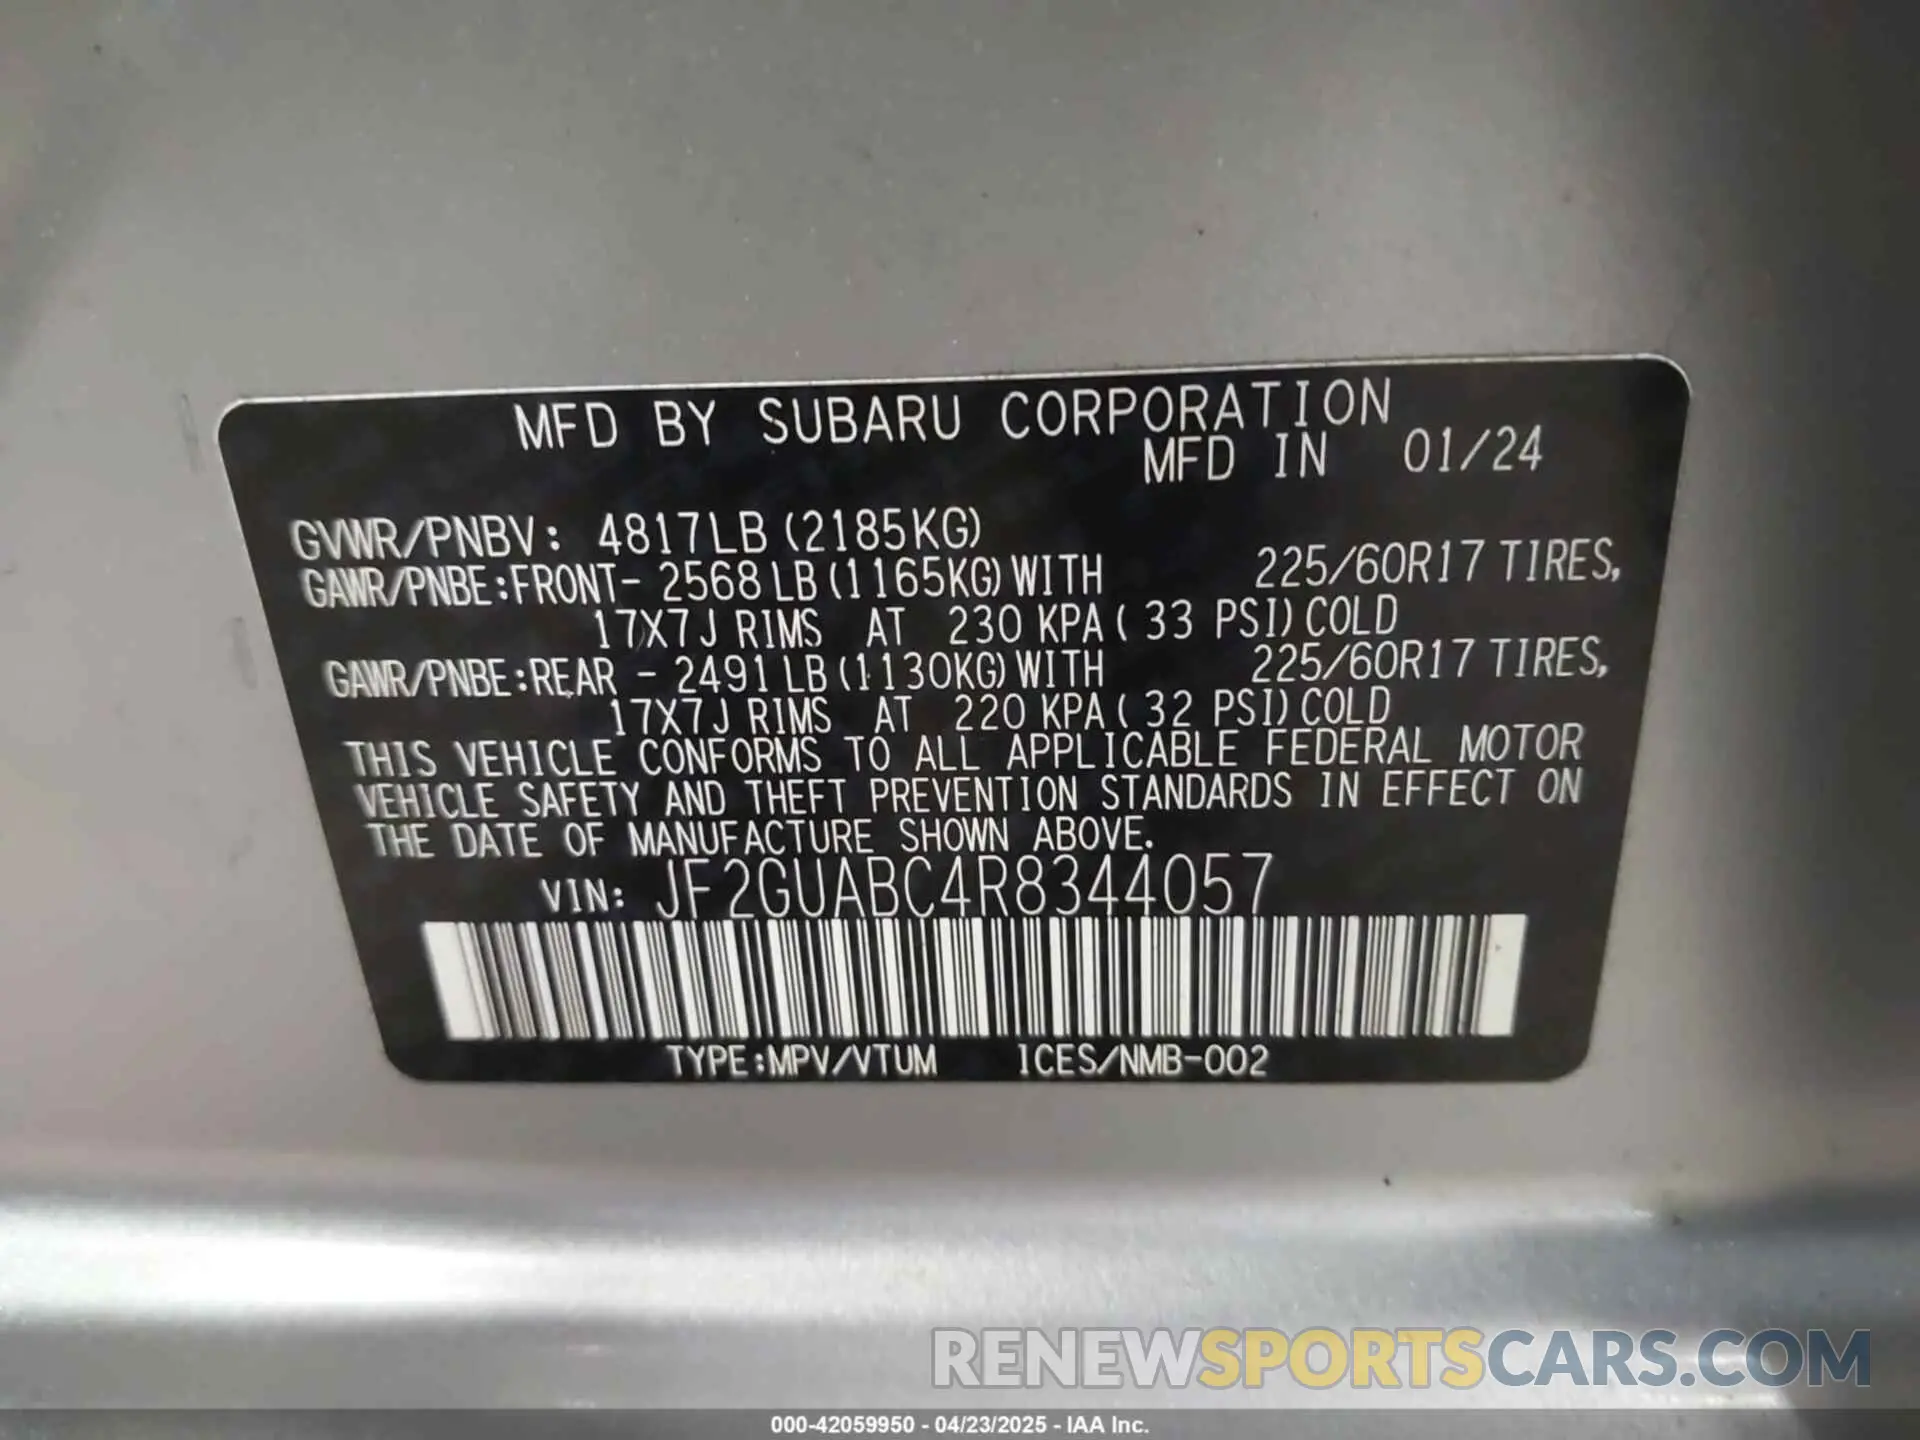 MFD BY SUBARU CORPORATION
MFD IN 01/24
GVWR/PNBV: 4817LB (2185KG)
GAWR/PNBE:FRONT- 2568 LB (1165KG) WITH 225/60R17 TIRES,
17X7J RIMS AT 230 KPA ( 33 PSI) COLD
GAWR/PNBE:REAR - 2491 LB (1130KG) WITH 225/60R17 TIRES,
17X7J RIMS AT 220 KPA ( 32 PSI) COLD
THIS VEHICLE CONFORMS TO ALL APPLICABLE FEDERAL MOTOR
VEHICLE SAFETY AND THEFT PREVENTION STANDARDS IN EFFECT ON
THE DATE OF MANUFACTURE SHOWN ABOVE.
VIN: JF2GUABC4R8344057
TYPE:MPV/VTUM ICES/NMB-002
RENEWSPORTSCARS.COM
000-42059950 - 04/23/2025 - IAA Inc.